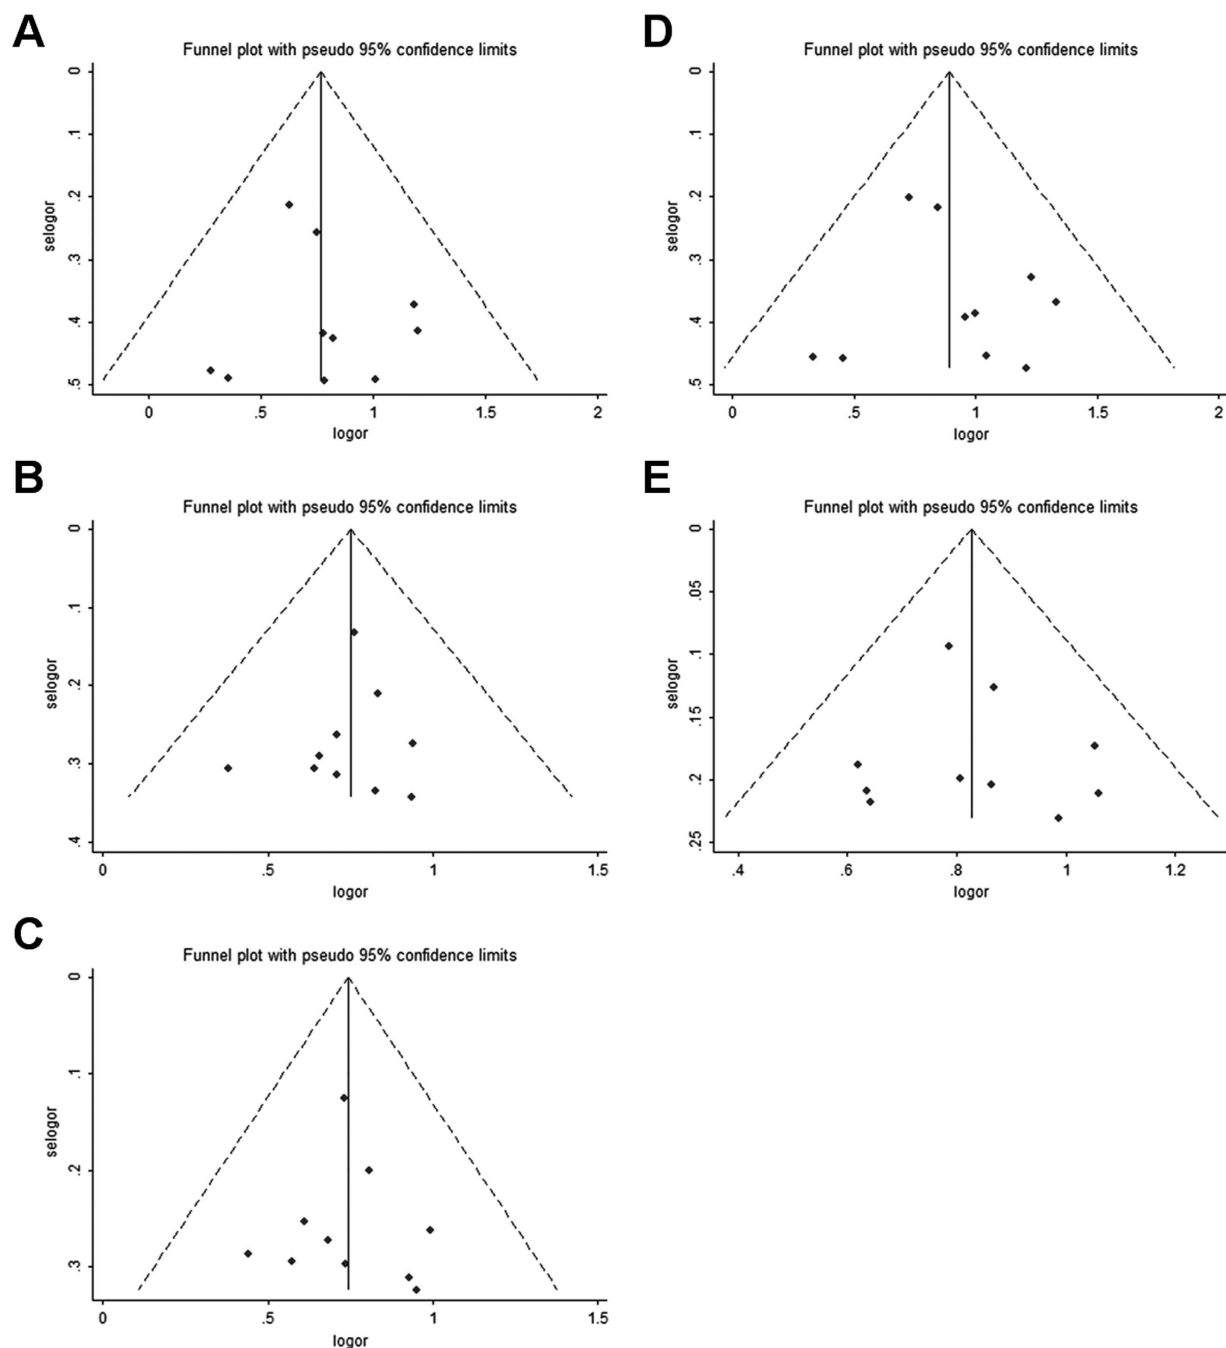 A
Funnel plot with pseudo 95% confidence limits
selogor
0
.1
.2
.3
.4
.5
0
.5
1
1.5
2
logor
B
Funnel plot with pseudo 95% confidence limits
selogor
0
.1
.2
.3
.4
0
.5
1
1.5
logor
C
Funnel plot with pseudo 95% confidence limits
selogor
0
.1
.2
.3
0
.5
1
1.5
logor
D
Funnel plot with pseudo 95% confidence limits
selogor
0
.1
.2
.3
.4
.5
0
.5
1
1.5
2
logor
E
Funnel plot with pseudo 95% confidence limits
selogor
0
.05
.1
.15
.2
.25
.4
.6
.8
1
1.2
logor